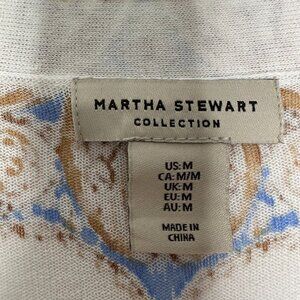 MARTHA STEWART
COLLECTION
US: M
CA: M/M
UK: M
EU: M
AU: M
MADE IN
CHINA